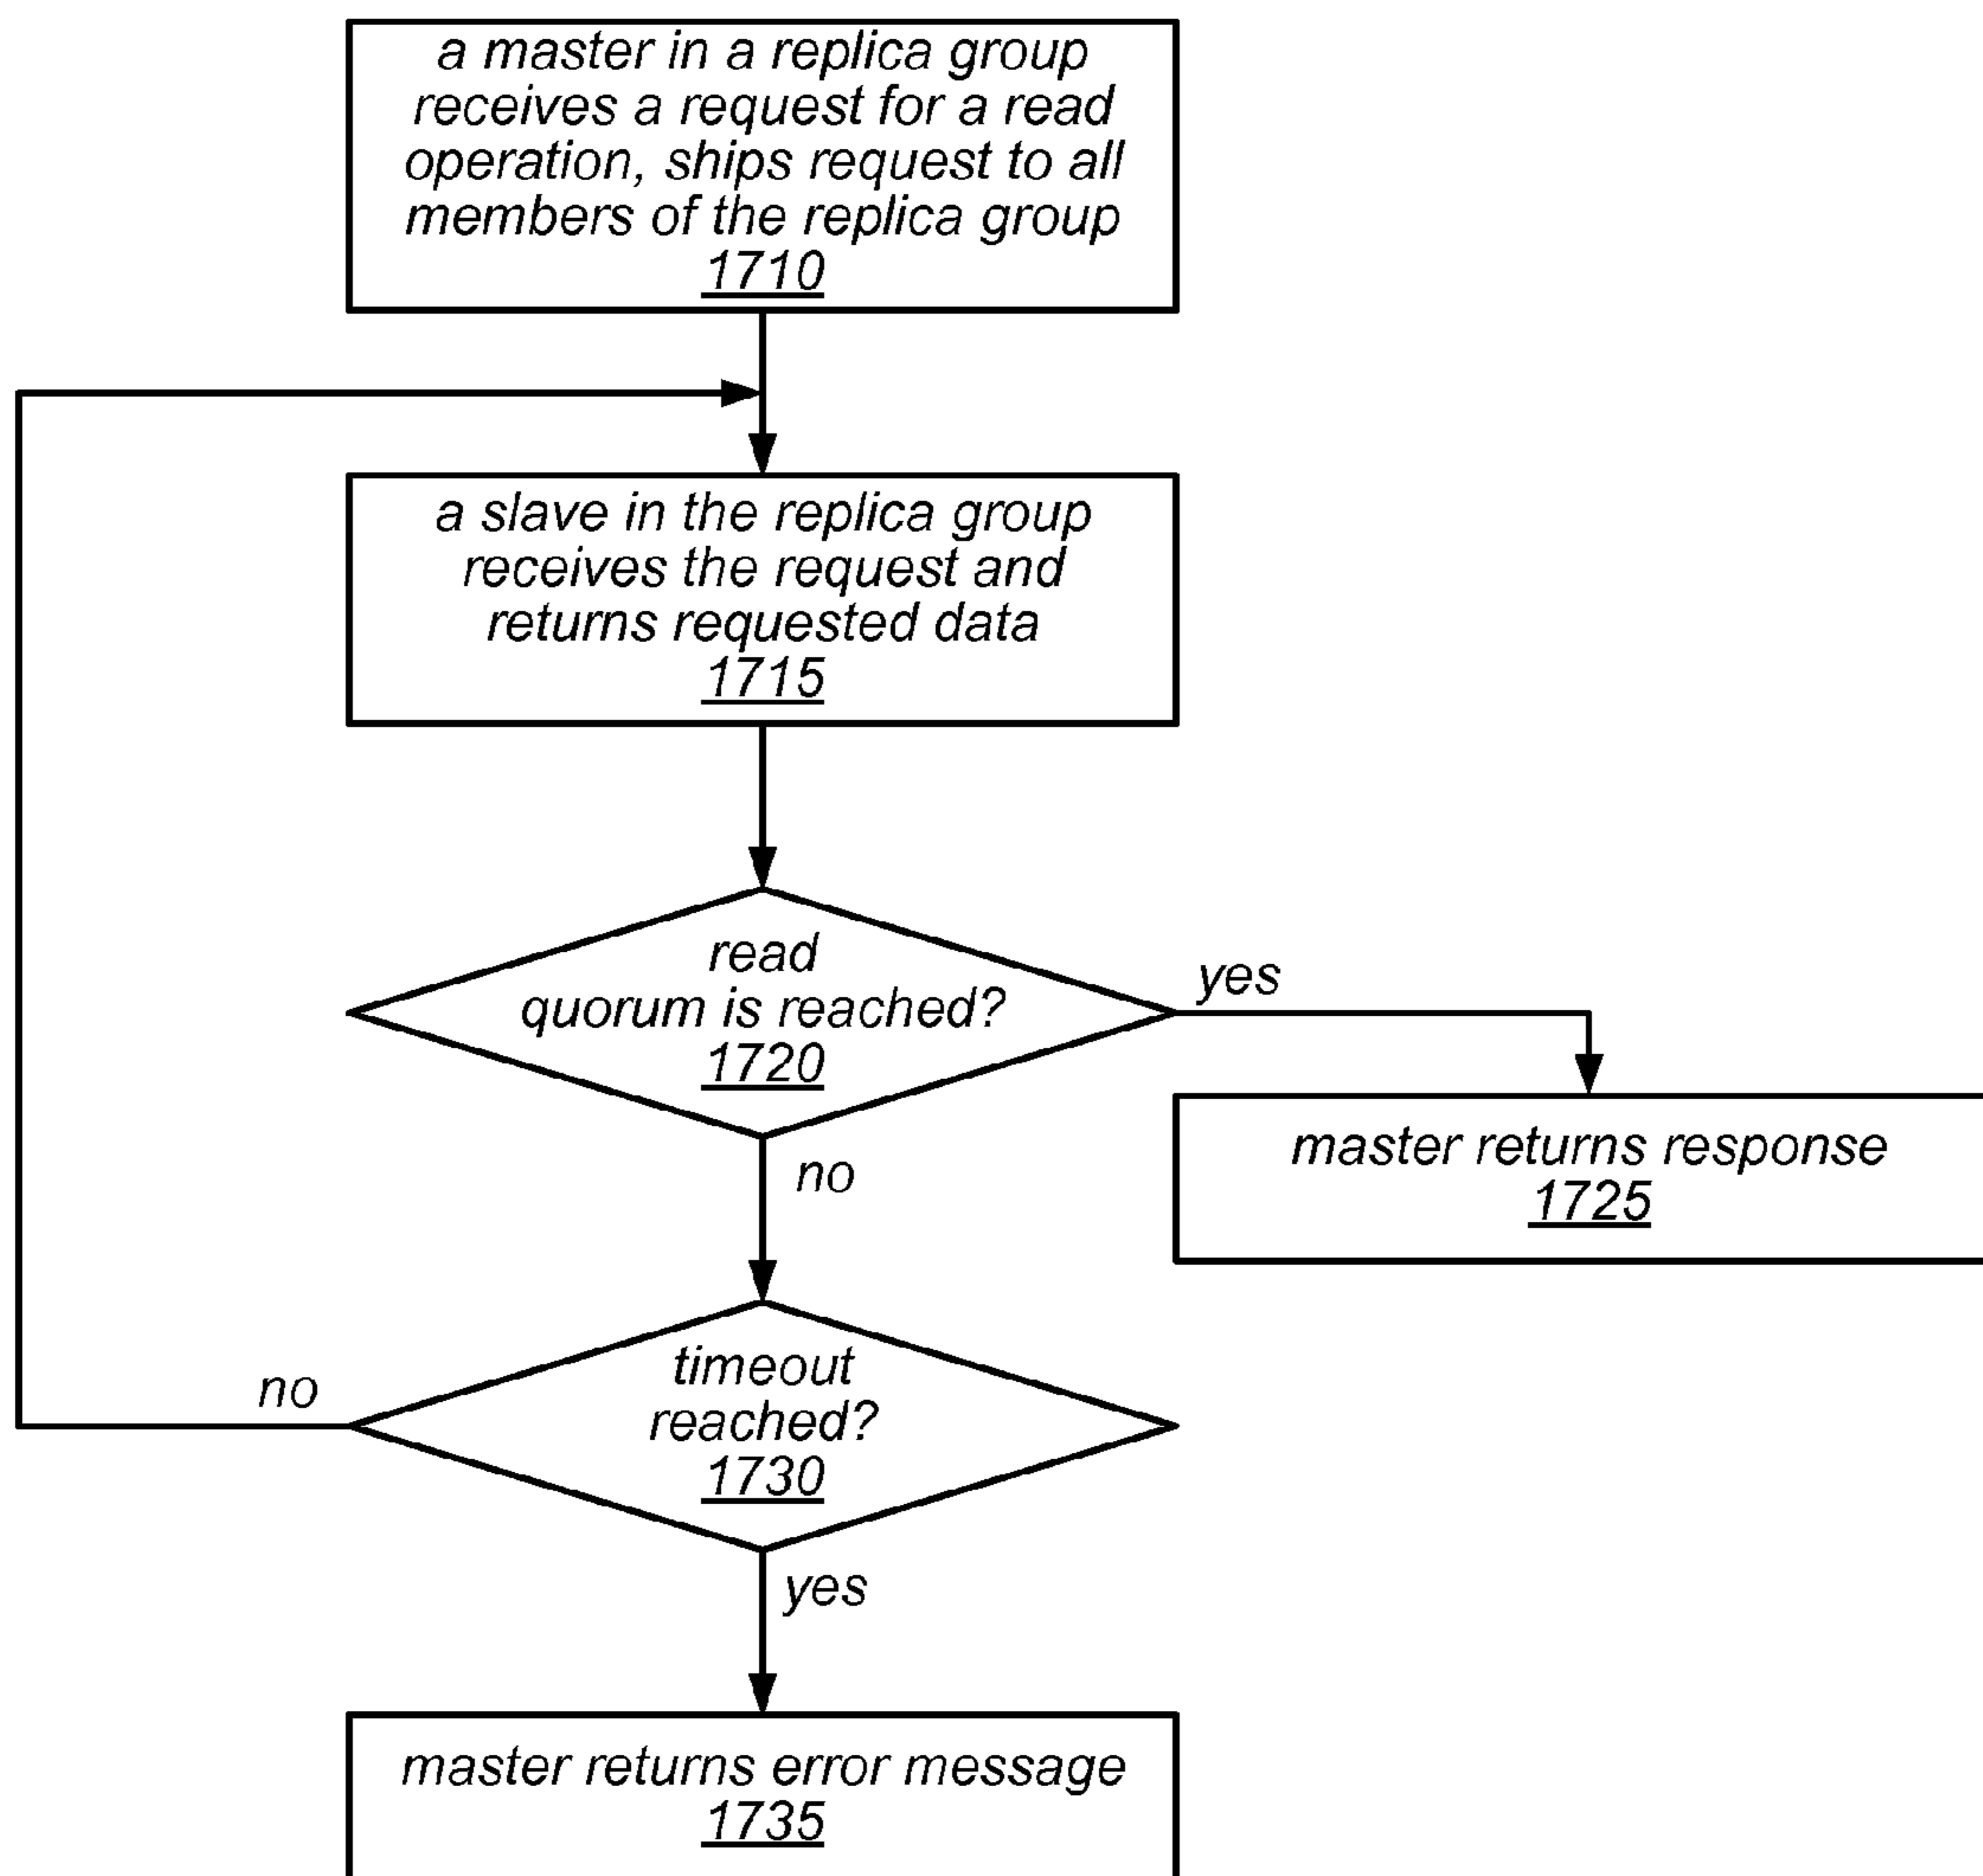 a master in a replica group
receives a request for a read
operation, ships request to all
members of the replica group
1710
a slave in the replica group
receives the request and
returns requested data
1715
read
quorum is reached?
1720
yes
master returns response
1725
no
timeout
reached?
1730
no
yes
master returns error message
1735